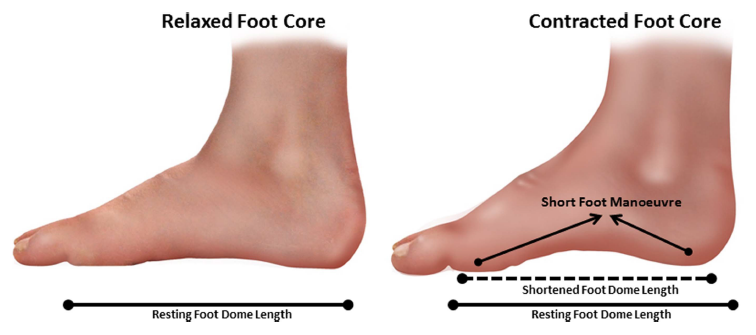 Relaxed Foot Core
Contracted Foot Core
Short Foot Manoeuvre
Shortened Foot Dome Length
Resting Foot Dome Length
Resting Foot Dome Length